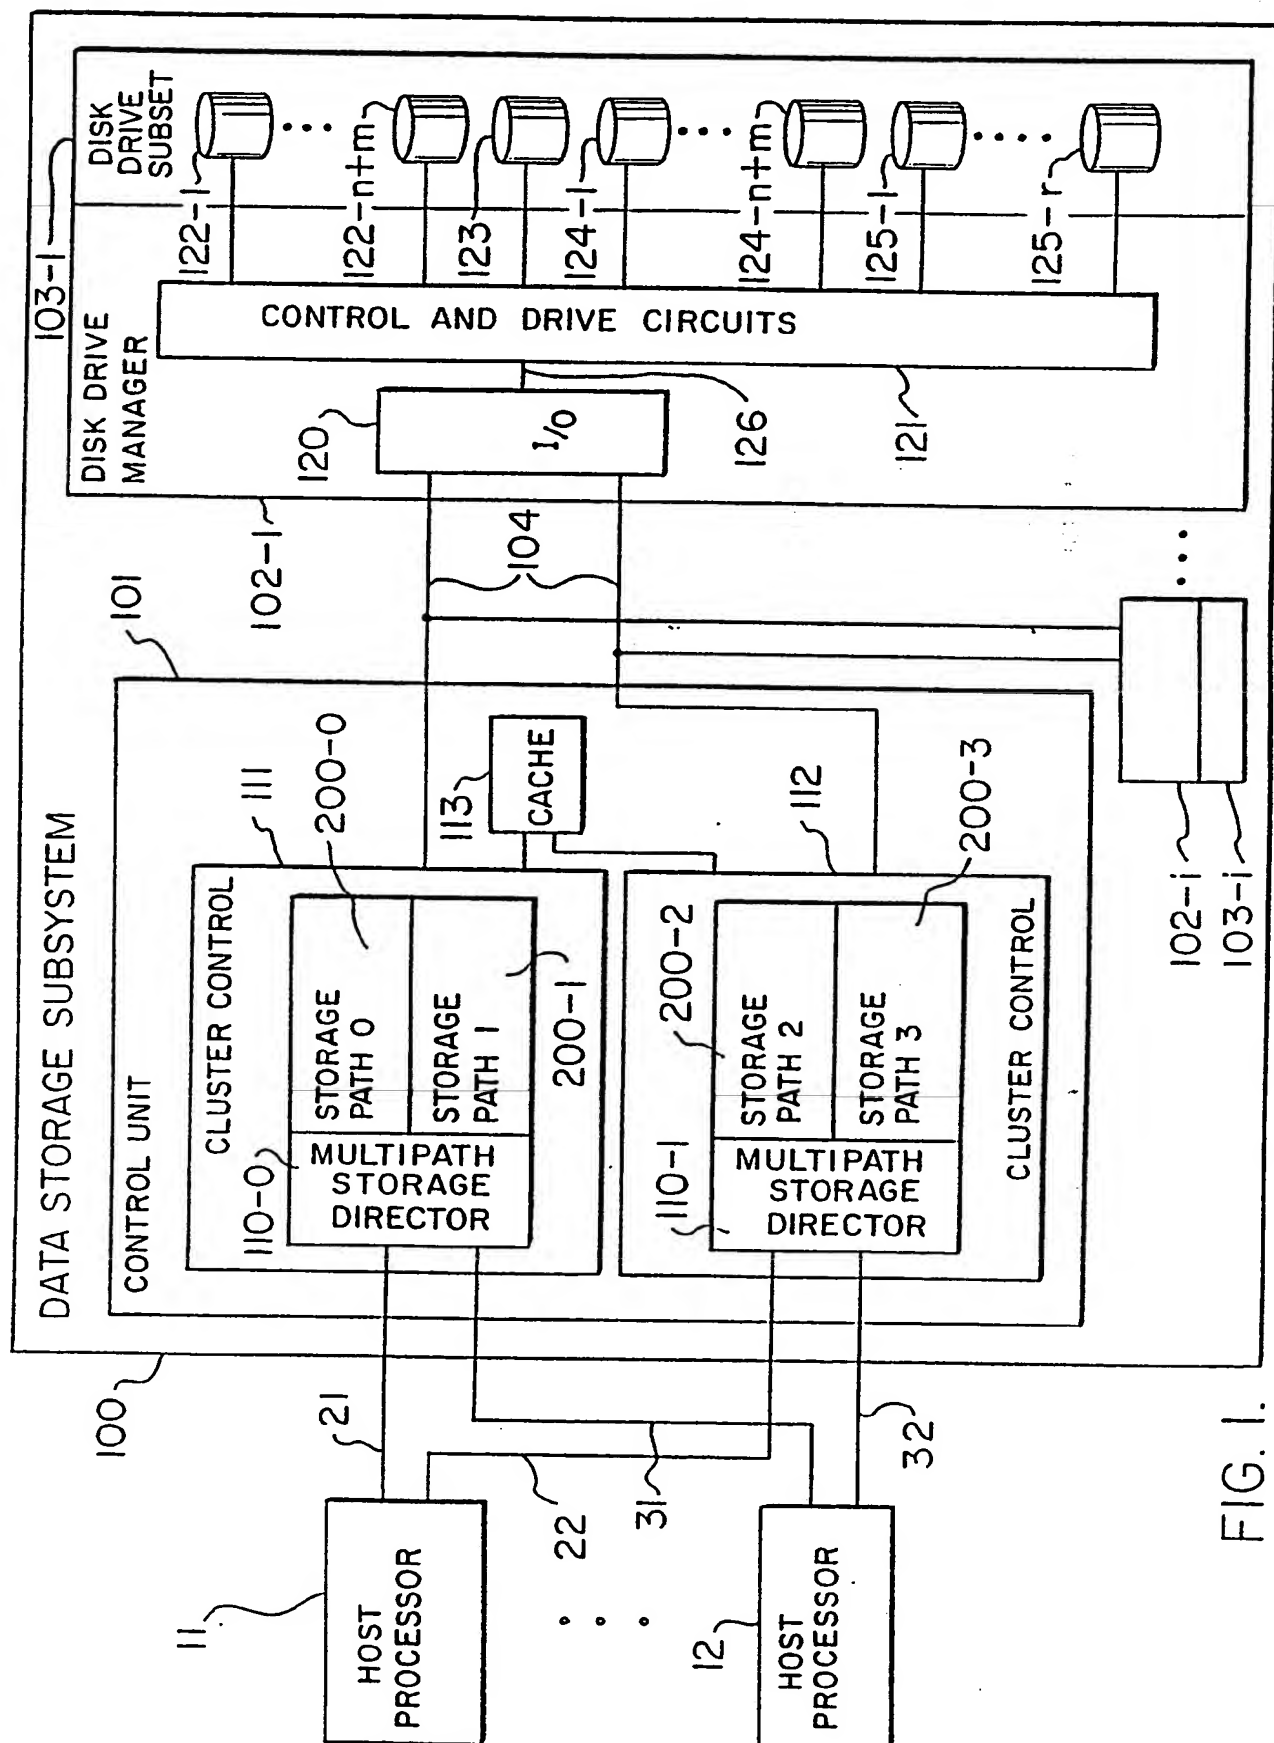 DATA STORAGE SUBSYSTEM
100
CONTROL UNIT
101
CLUSTER CONTROL
111
110-0
MULTIPATH
STORAGE
DIRECTOR
STORAGE
PATH 0
200-0
STORAGE
PATH 1
200-1
113
CACHE
110-1
MULTIPATH
STORAGE
DIRECTOR
STORAGE
PATH 2
200-2
STORAGE
PATH 3
200-3
112
CLUSTER CONTROL
11
HOST
PROCESSOR
12
HOST
PROCESSOR
21
22
31
32
104
102-1
103-1
DISK DRIVE
MANAGER
DISK
DRIVE
SUBSET
120
I/O
126
121
CONTROL AND DRIVE CIRCUITS
122-1
122-n+m
123
124-1
124-n+m
125-1
125-r
102-i
103-i
FIG. 1.